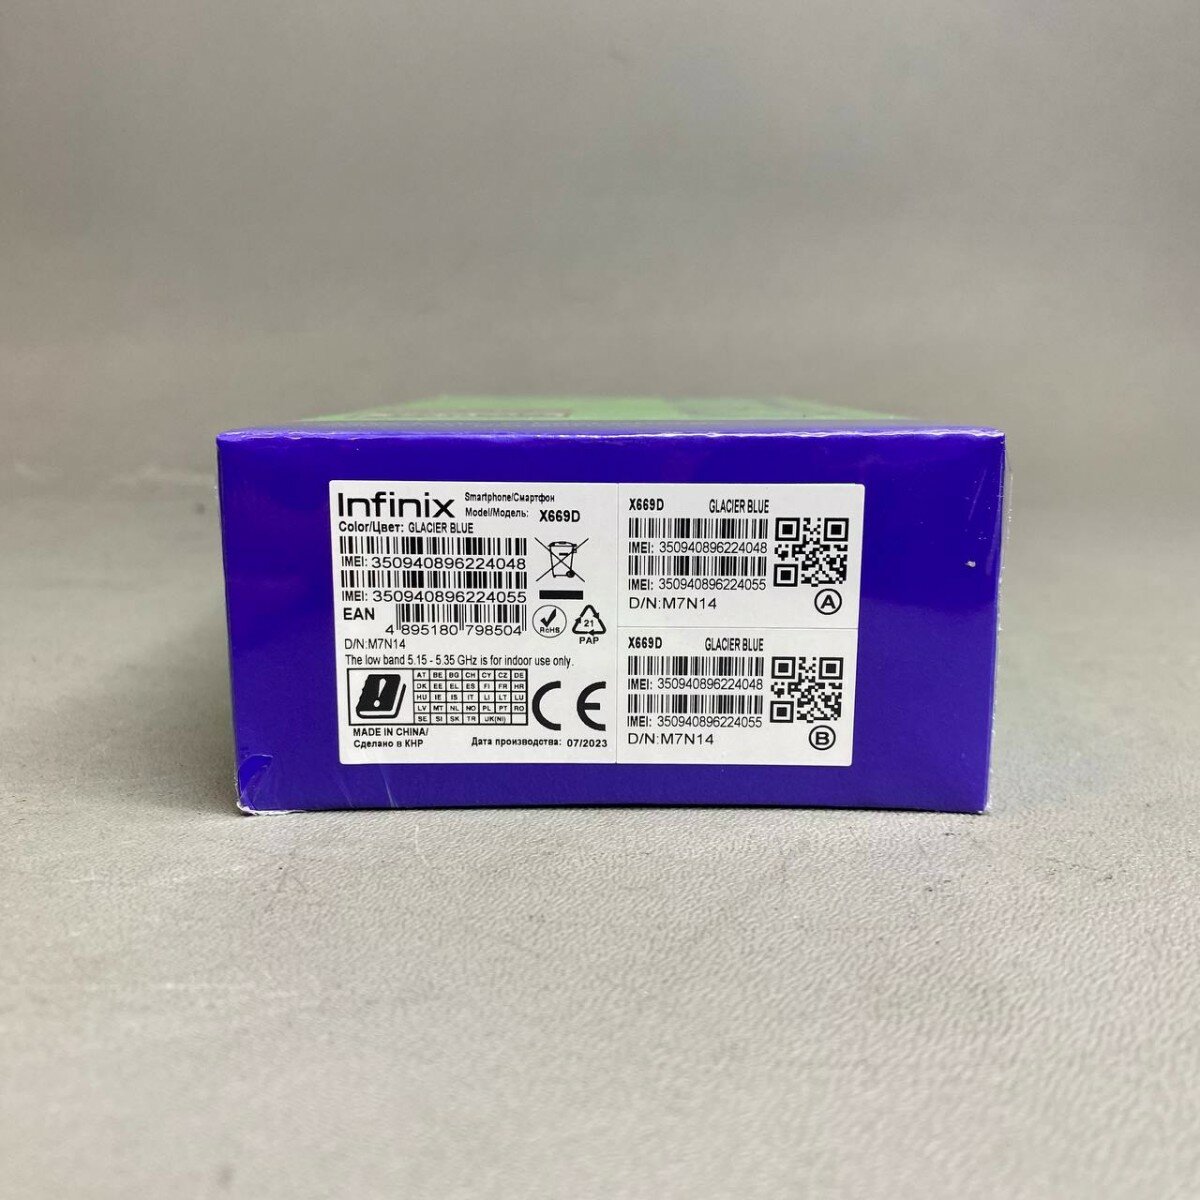 Infinix
Smartphone/Смартфон
Model/Модель: X669D
Color/Цвет: GLACIER BLUE
IMEI: 350940896224048
IMEI: 350940896224055
EAN
4 895180 798504
D/N:M7N14
RoHS
21
PAP
The low band 5.15 - 5.35 GHz is for indoor use only.
AT BE BG CH CY CZ DE
DK EE EL ES FI FR HR
HU IE IS IT LI LT LU
LV MT NL NO PL PT RO
SE SI SK TR UK(NI)
CE
MADE IN CHINA/
Сделано в КНР
Дата производства: 07/2023
X669D GLACIER BLUE
IMEI: 350940896224048
IMEI: 350940896224055
D/N:M7N14
A
X669D GLACIER BLUE
IMEI: 350940896224048
IMEI: 350940896224055
D/N:M7N14
B